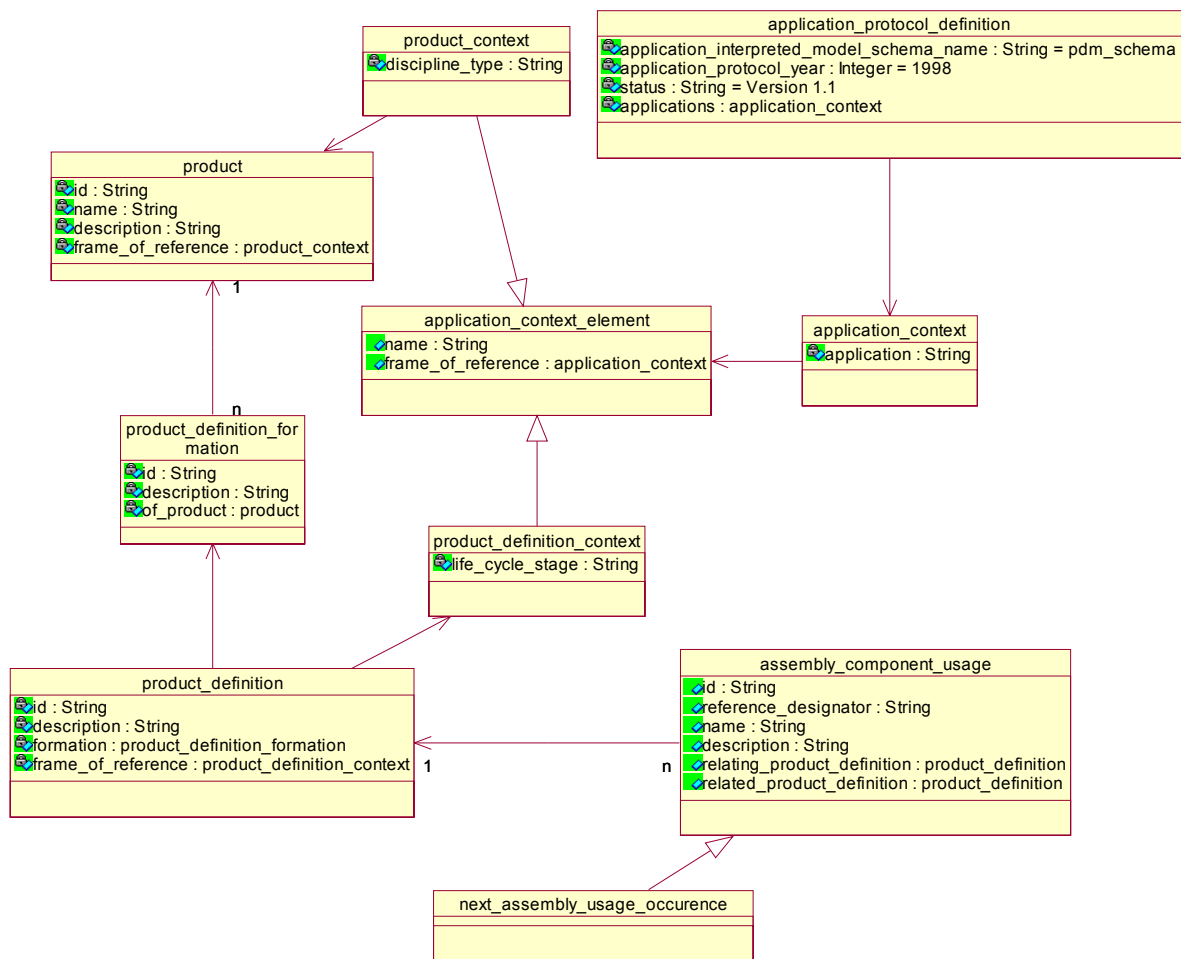 product_context
discipline_type : String
application_protocol_definition
application_interpreted_model_schema_name : String = pdm_schema
application_protocol_year : Integer = 1998
status : String = Version 1.1
applications : application_context
product
id : String
name : String
description : String
frame_of_reference : product_context
1
application_context_element
name : String
frame_of_reference : application_context
application_context
application : String
n
product_definition_for
mation
id : String
description : String
of_product : product
product_definition_context
life_cycle_stage : String
product_definition
id : String
description : String
formation : product_definition_formation
frame_of_reference : product_definition_context
1
n
assembly_component_usage
id : String
reference_designator : String
name : String
description : String
relating_product_definition : product_definition
related_product_definition : product_definition
next_assembly_usage_occurence